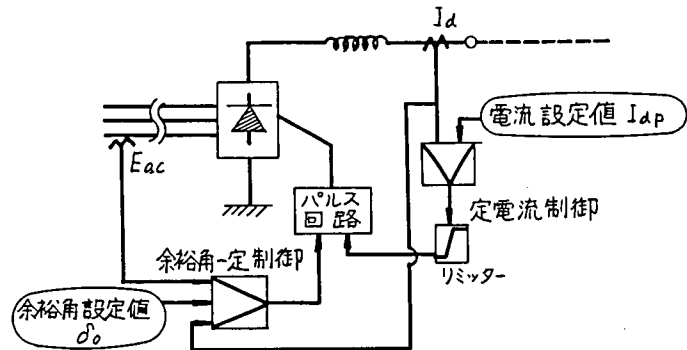 Id
電流設定値 Idp
Eac
パルス
回路
定電流制御
余裕角一定制御
リミッター
余裕角設定値
δ₀